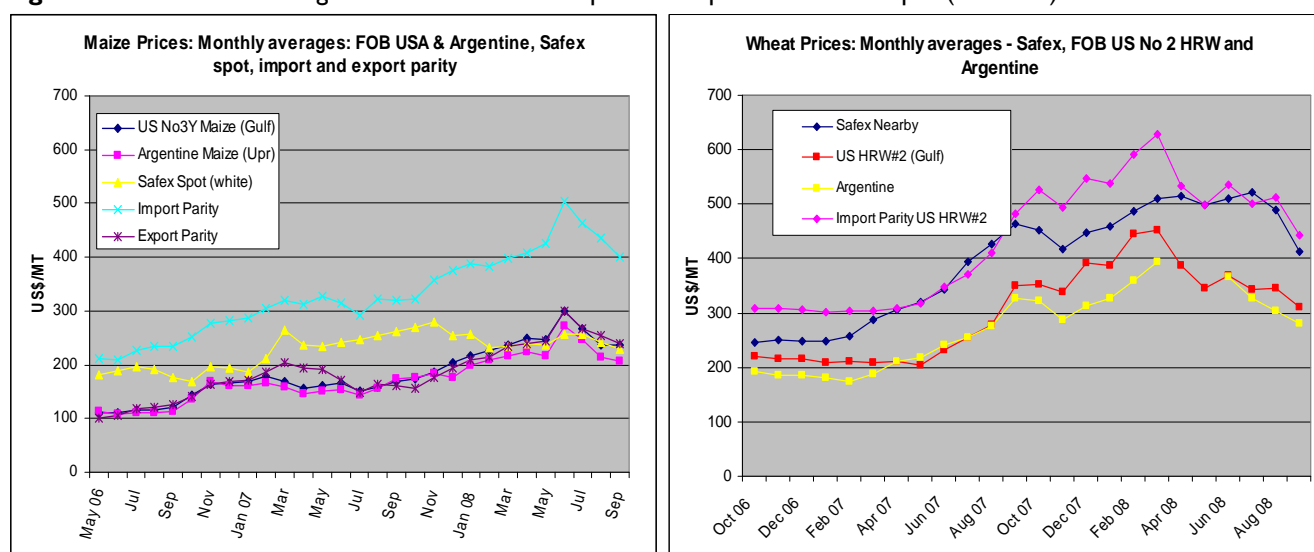 Maize Prices: Monthly averages: FOB USA & Argentine, Safex
spot, import and export parity
US$/MT
700
600
500
400
300
200
100
0
US No3Y Maize (Gulf)
Argentine Maize (Upr)
Safex Spot (white)
Import Parity
Export Parity
May 06
Jul
Sep
Nov
Jan 07
Mar
May
Jul
Sep
Nov
Jan 08
Mar
May
Jul
Sep
Wheat Prices: Monthly averages - Safex, FOB US No 2 HRW and
Argentine
US$/MT
700
600
500
400
300
200
100
0
Safex Nearby
US HRW#2 (Gulf)
Argentine
Import Parity US HRW#2
Oct 06
Dec 06
Feb 07
Apr 07
Jun 07
Aug 07
Oct 07
Dec 07
Feb 08
Apr 08
Jun 08
Aug 08